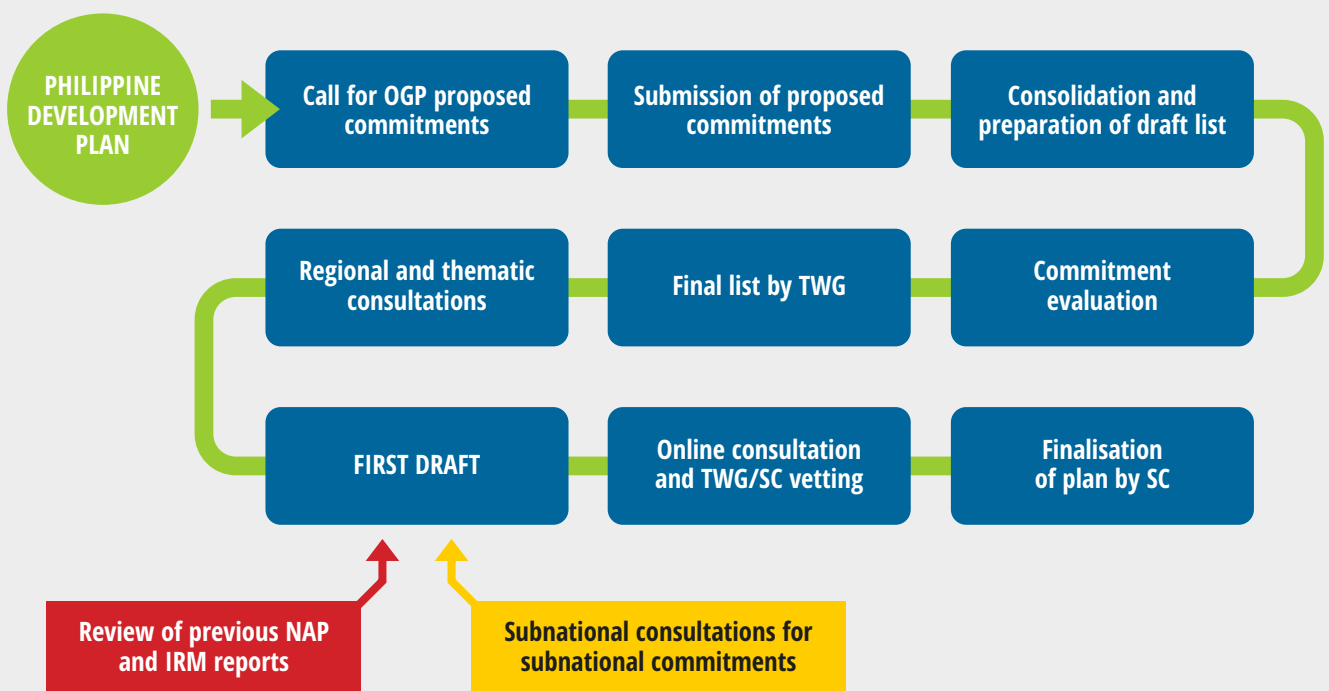 PHILIPPINE
DEVELOPMENT
PLAN
Call for OGP proposed
commitments
Submission of proposed
commitments
Consolidation and
preparation of draft list
Commitment
evaluation
Final list by TWG
Regional and thematic
consultations
FIRST DRAFT
Online consultation
and TWG/SC vetting
Finalisation
of plan by SC
Review of previous NAP
and IRM reports
Subnational consultations for
subnational commitments